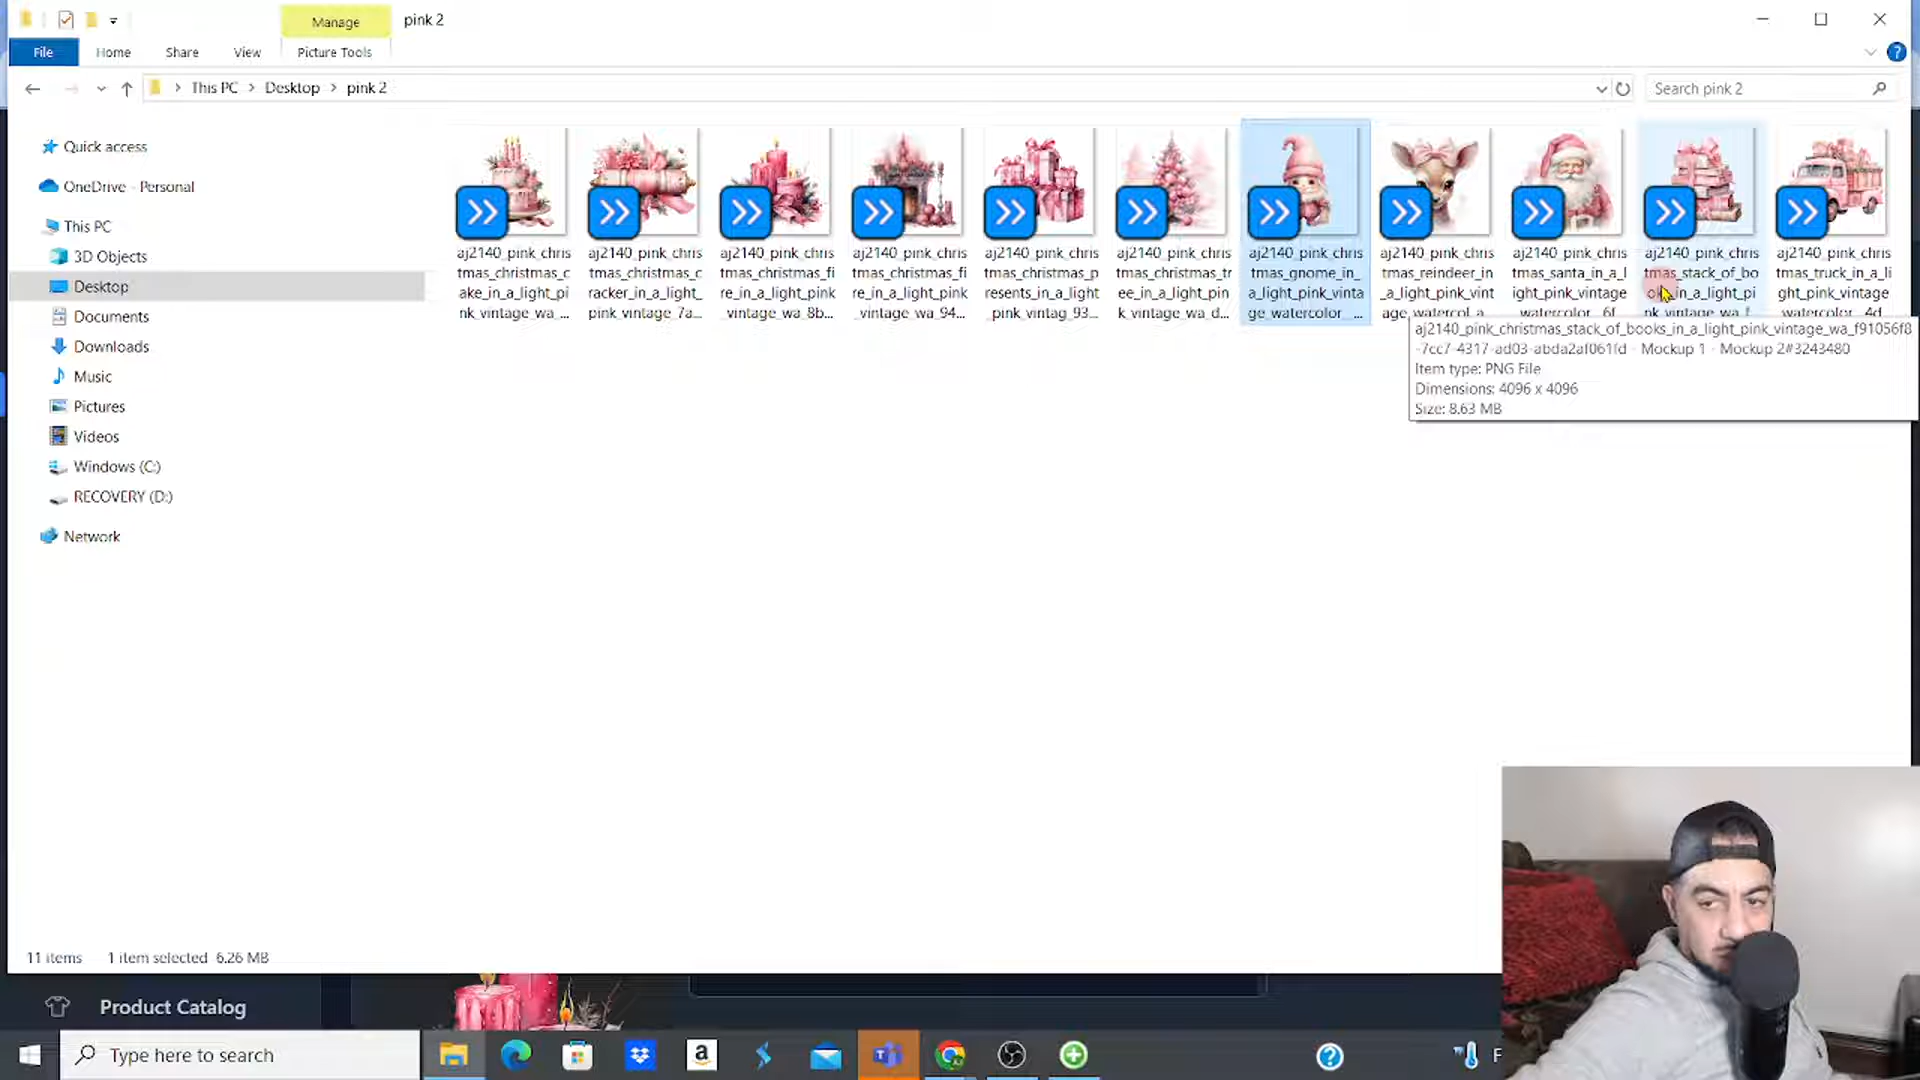 Manage
pink 2
File
Home
Share
View
Picture Tools
This PC
Desktop
pink 2
Search pink 2
Quick access
OneDrive - Personal
This PC
3D Objects
Desktop
Documents
Downloads
Music
Pictures
Videos
Windows (C:)
RECOVERY (D:)
Network
aj2140_pink_chris
tmas_christmas_c
ake_in_a_light_pi
nk_vintage_wa_...
aj2140_pink_chris
tmas_christmas_c
racker_in_a_light_
pink_vintage_7a...
aj2140_pink_chris
tmas_christmas_fi
re_in_a_light_pink
_vintage_wa_8b...
aj2140_pink_chris
tmas_christmas_fi
re_in_a_light_pink
_vintage_wa_94...
aj2140_pink_chris
tmas_christmas_p
resents_in_a_light
_pink_vintag_93...
aj2140_pink_chris
tmas_christmas_tr
ee_in_a_light_pin
k_vintage_wa_d...
aj2140_pink_chris
tmas_gnome_in_
a_light_pink_vinta
ge_watercolor__...
aj2140_pink_chris
tmas_reindeer_in
_a_light_pink_vint
aj2140_pink_chris
tmas_santa_in_a_l
ight_pink_vintage
aj2140_pink_chris
tmas_stack_of_bo
in_a_light_pi
aj2140_pink_chris
tmas_truck_in_a_li
ght_pink_vintage
aj2140_pink_christmas_stack_of_books_in_a_light_pink_vintage_wa_f91056f8
-7cc7-4317-ad03-abda2af061fd - Mockup 1 - Mockup 2#3243480
Item type: PNG File
Dimensions: 4096 x 4096
Size: 8.63 MB
11 items
1 item selected 6.26 MB
Product Catalog
Type here to search